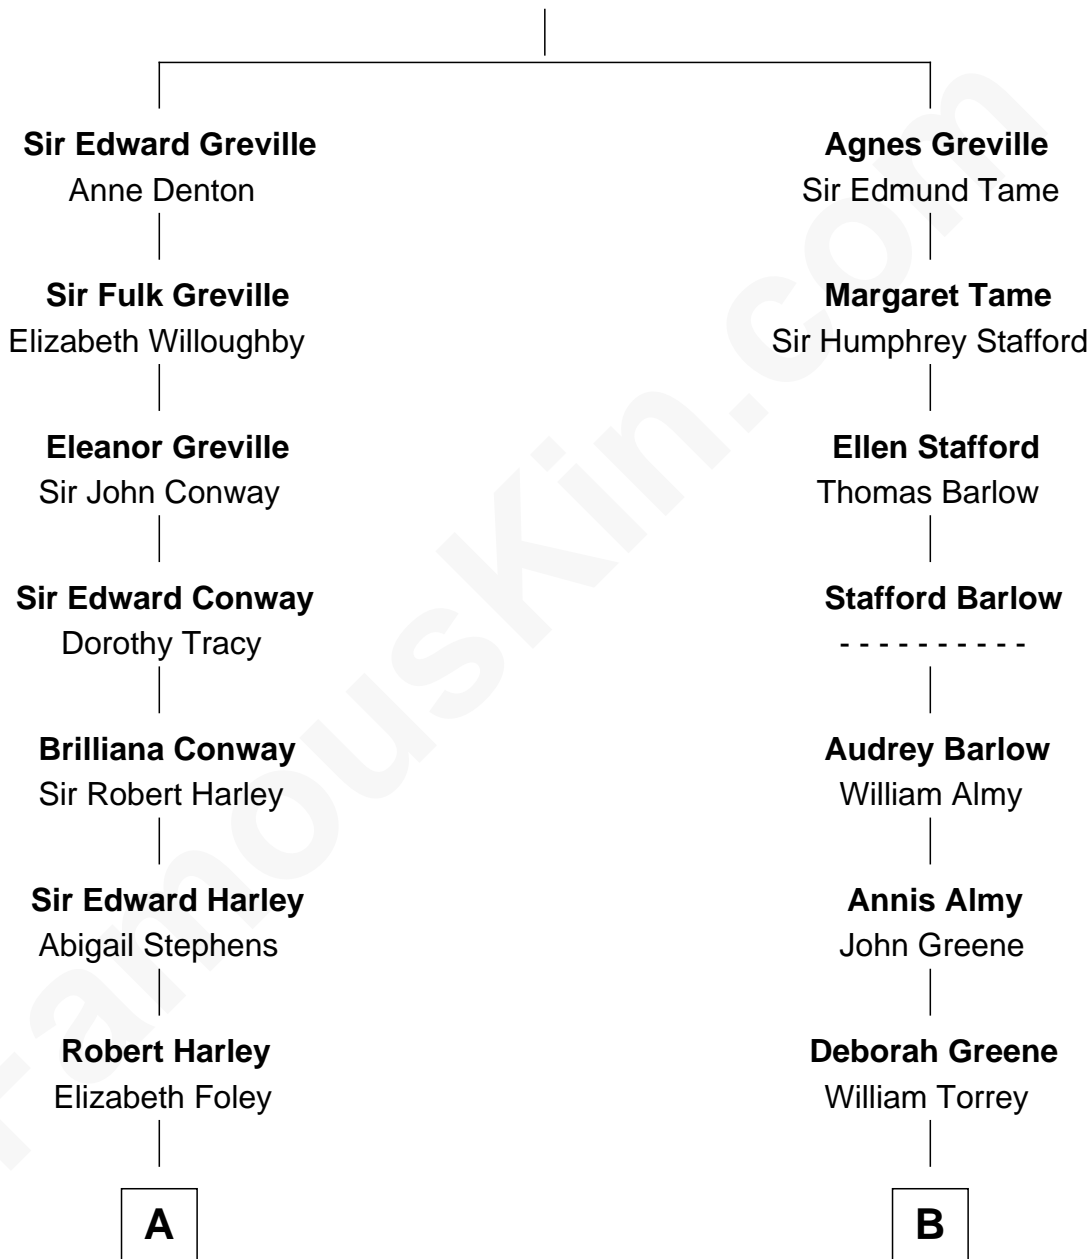 Sir Edward Greville
Anne Denton
Sir Fulk Greville
Elizabeth Willoughby
Eleanor Greville
Sir John Conway
Sir Edward Conway
Dorothy Tracy
Brilliana Conway
Sir Robert Harley
Sir Edward Harley
Abigail Stephens
Robert Harley
Elizabeth Foley
A
Agnes Greville
Sir Edmund Tame
Margaret Tame
Sir Humphrey Stafford
Ellen Stafford
Thomas Barlow
Stafford Barlow
- - - - - - - - - -
Audrey Barlow
William Almy
Annis Almy
John Greene
Deborah Greene
William Torrey
B
FamousKin.com